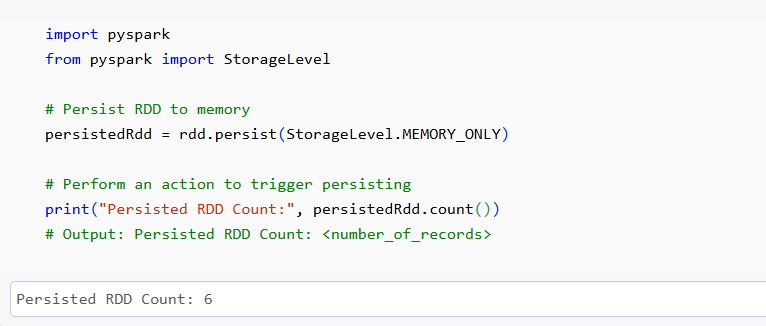 import pyspark
from pyspark import StorageLevel
# Persist RDD to memory
persistedRdd = rdd.persist(StorageLevel.MEMORY_ONLY)
# Perform an action to trigger persisting
print("Persisted RDD Count:", persistedRdd.count())
# Output: Persisted RDD Count: <number_of_records>
Persisted RDD Count: 6